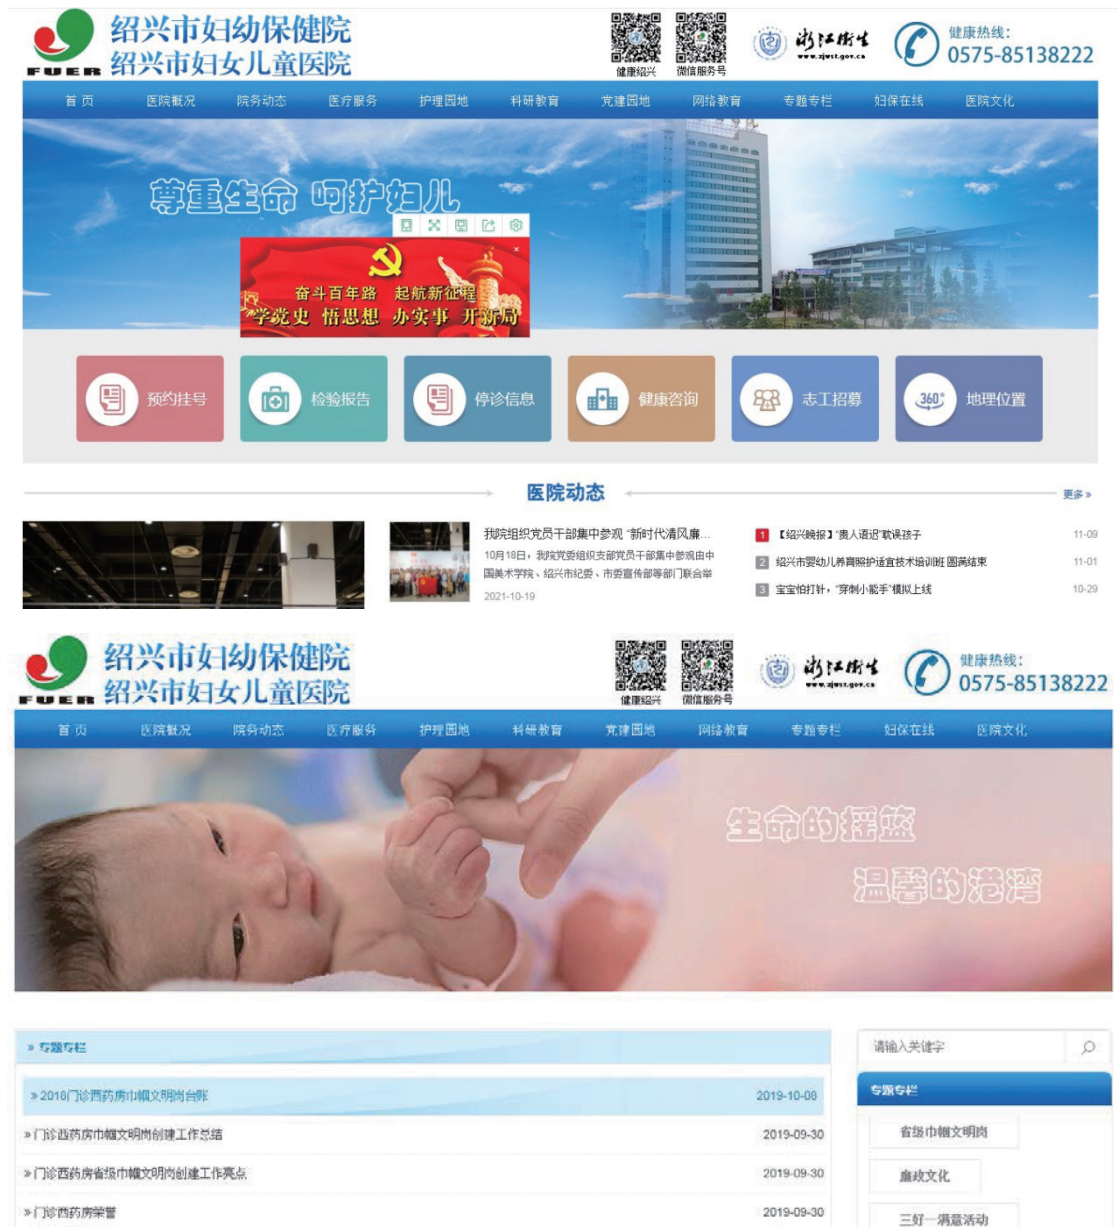 绍兴市妇幼保健院
绍兴市妇女儿童医院
FUER
健康绍兴
微信服务号
浙江卫生
www.zjwst.gov.cn
健康热线：
0575-85138222
首 页 医院概况 院务动态 医疗服务 护理园地 科研教育 党建园地 网络教育 专题专栏 妇保在线 医院文化
尊重生命 呵护妇儿
奋斗百年路 起航新征程
学党史 悟思想 办实事 开新局
预约挂号
检验报告
停诊信息
健康咨询
志工招募
360°
地理位置
医院动态
更多 »
我院组织党员干部集中参观 “新时代清风廉...
10月18日，我院党委组织支部党员干部集中参观由中
国美术学院、绍兴市纪委、市委宣传部等部门联合举
2021-10-19
1 【绍兴晚报】“贵人语迟”耽误孩子 11-09
2 绍兴市婴幼儿养育照护适宜技术培训班 圆满结束 11-01
3 宝宝怕打针，“穿刺小能手”模拟上线 10-29
绍兴市妇幼保健院
绍兴市妇女儿童医院
FUER
健康绍兴
微信服务号
浙江卫生
www.zjwst.gov.cn
健康热线：
0575-85138222
首 页 医院概况 院务动态 医疗服务 护理园地 科研教育 党建园地 网络教育 专题专栏 妇保在线 医院文化
生命的摇篮
温馨的港湾
» 专题专栏
» 2018门诊西药房巾帼文明岗台账 2019-10-08
» 门诊西药房巾帼文明岗创建工作总结 2019-09-30
» 门诊西药房省级巾帼文明岗创建工作亮点 2019-09-30
» 门诊西药房荣誉 2019-09-30
请输入关键字
专题专栏
省级巾帼文明岗
廉政文化
三好一满意活动